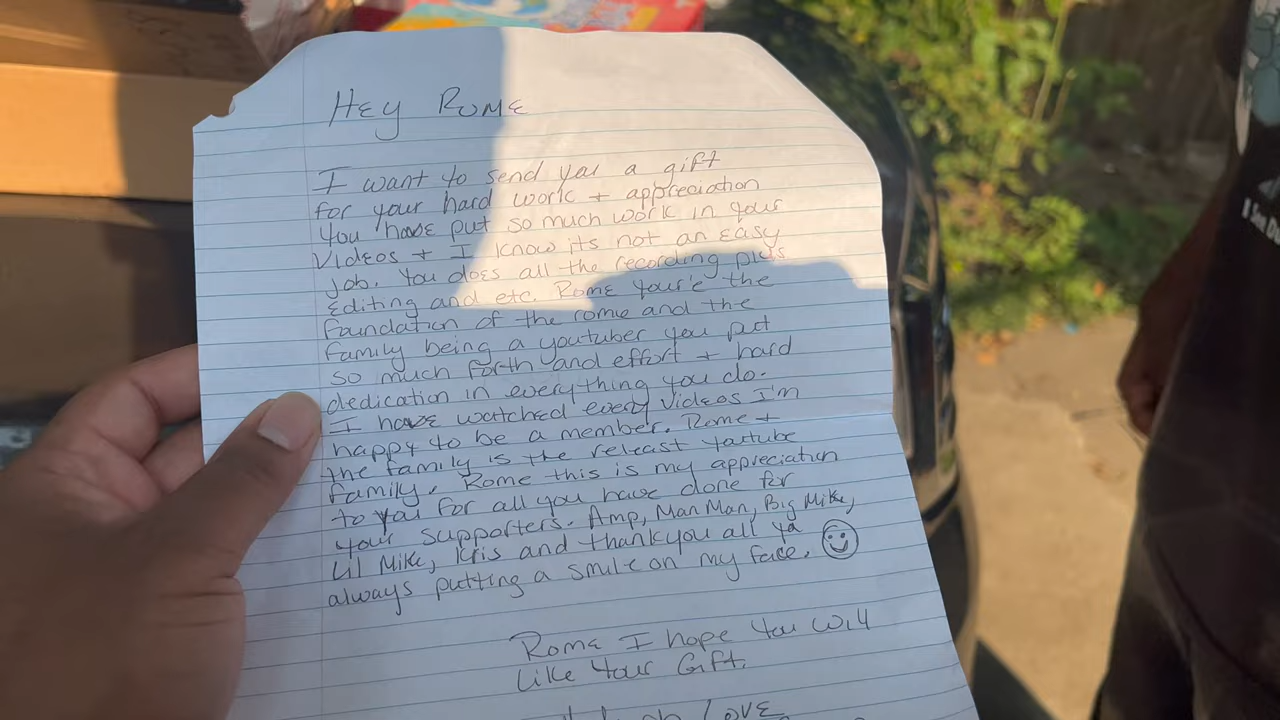 HEY ROME
I want to send you a gift
for your hard work + appreciation
You have put so much work in your
Videos + I know its not an easy
job. You does all the recording plus
Editing and etc. Rome You're the
foundation of the rome and the
family being a youtuber you put
so much forth and effort + hard
dedication in everything you do.
I have watched every Videos I'm
happy to be a member. Rome +
the family is the releast Youtube
family. Rome this is my appreciation
to you for all you have done for
your supporters. Amp, Man Man, Big Mike,
Lil Mike, Kris and thankyou all ya
always putting a smile on my face.
Rome I hope You Will
Like Your Gift.
LOVE